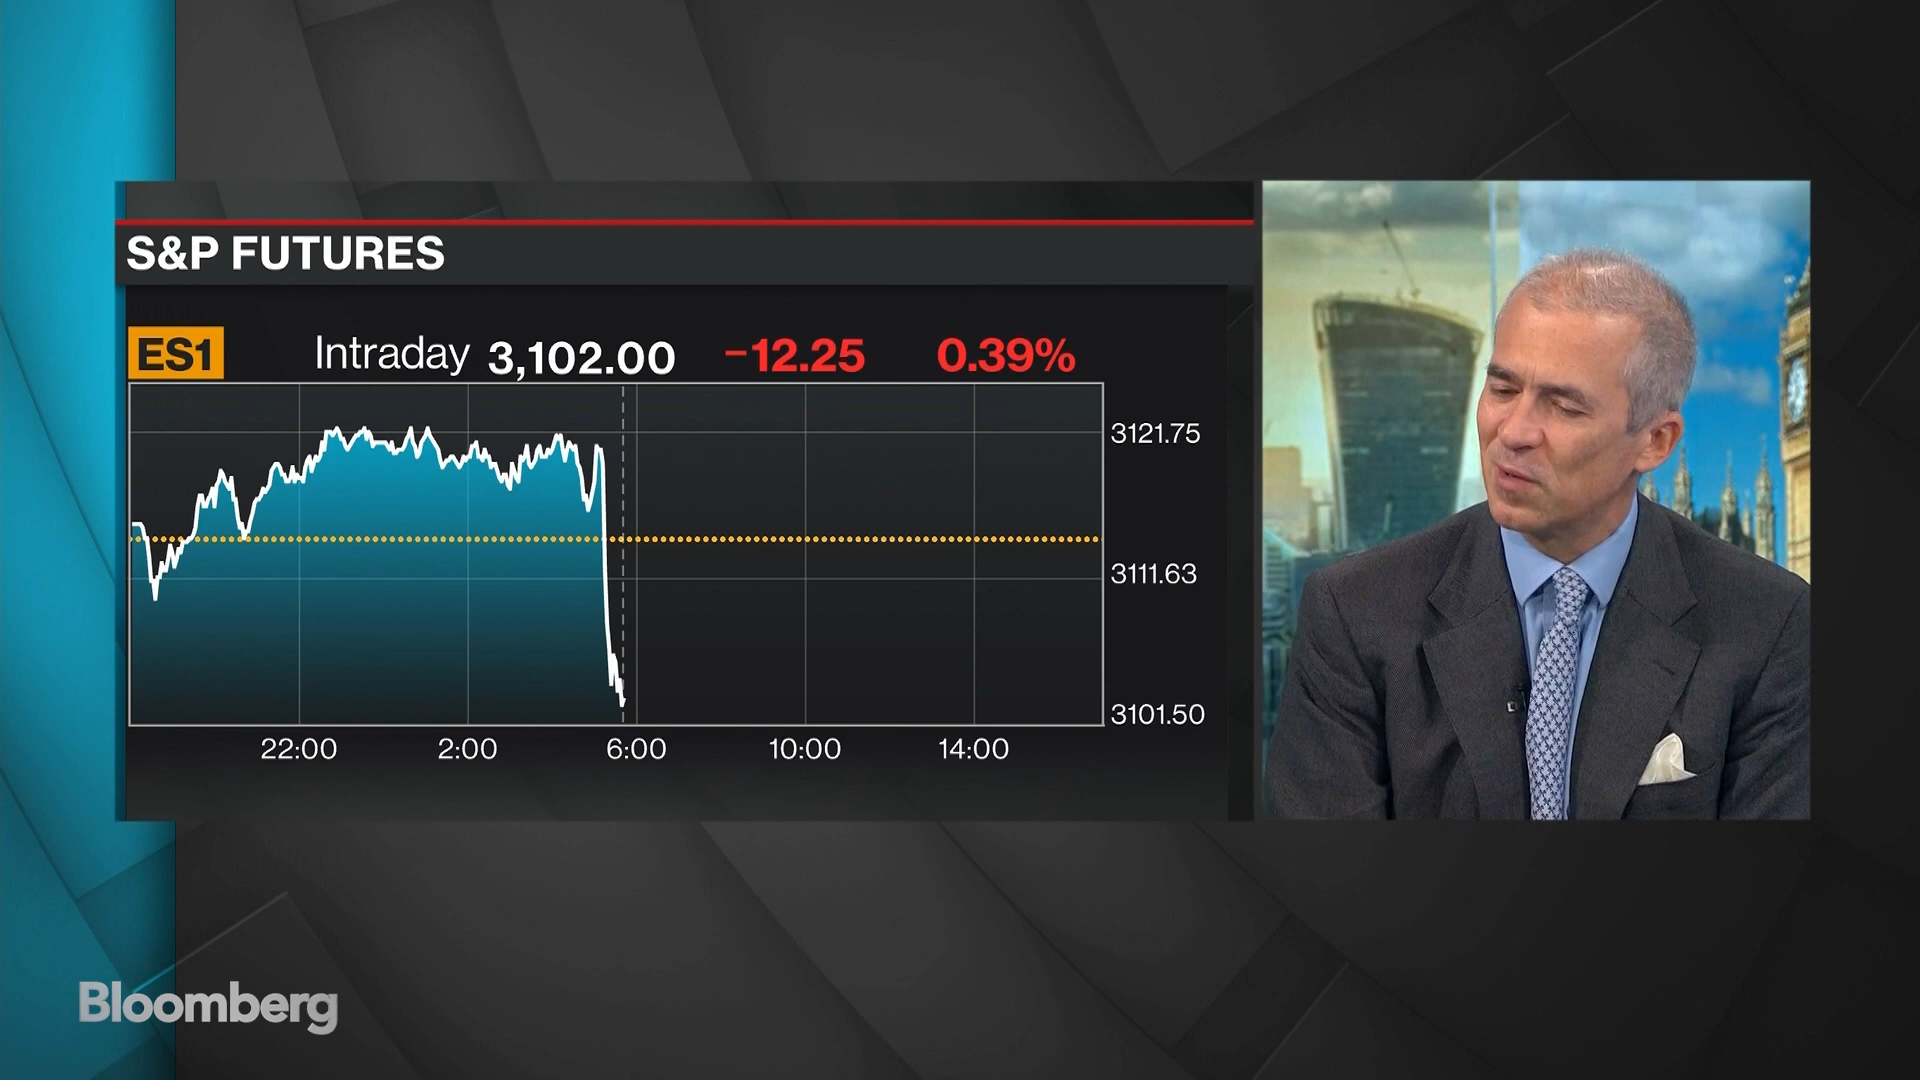 S&P FUTURES
ES1 Intraday 3,102.00 −12.25 0.39%
3121.75
3111.63
3101.50
22:00 2:00 6:00 10:00 14:00
Bloomberg